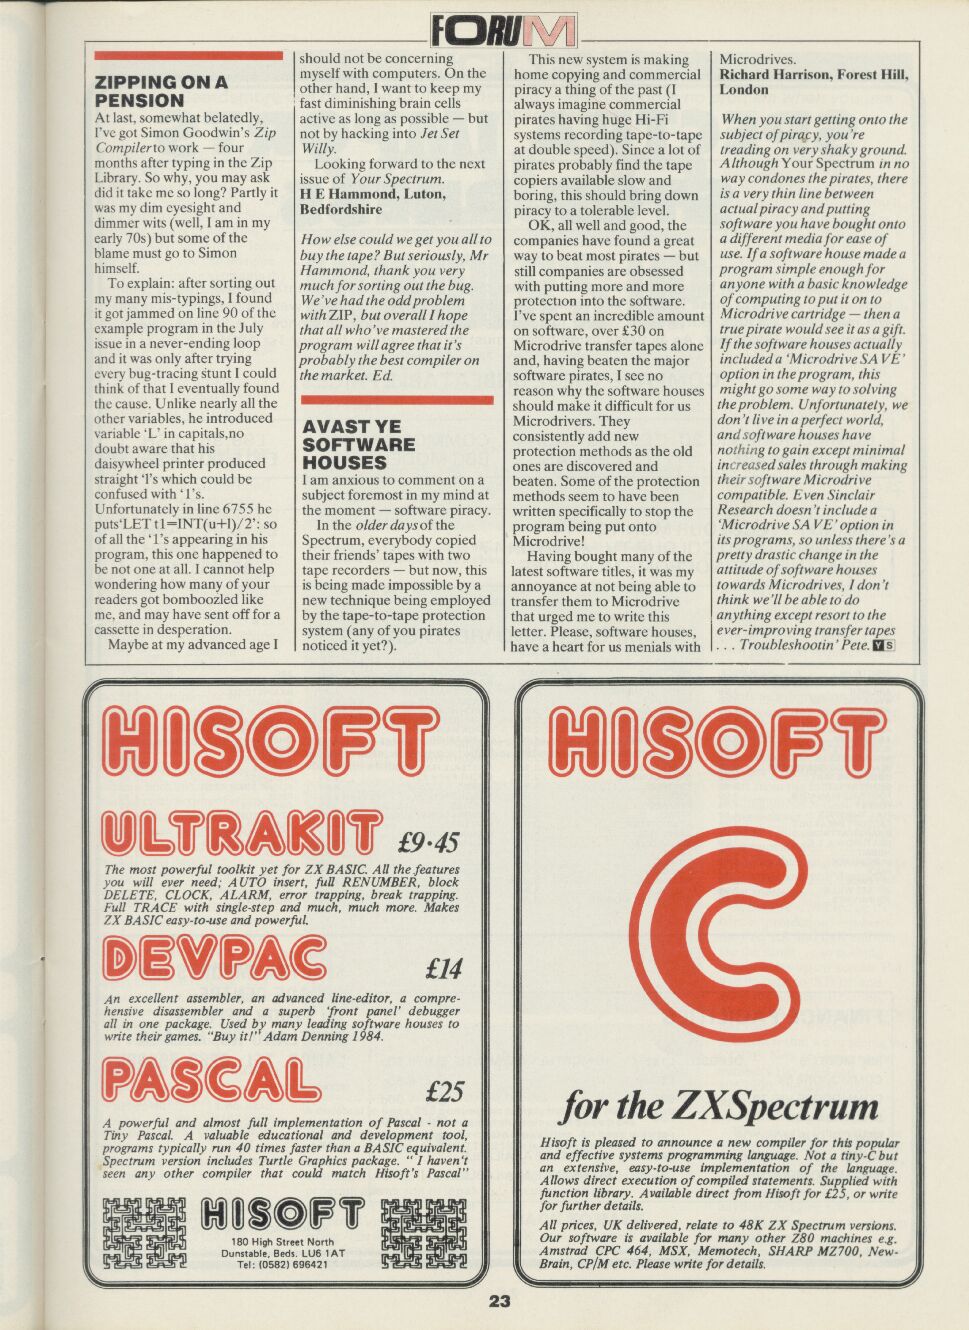 FORUM
ZIPPING ON A
PENSION
At last, somewhat belatedly,
I've got Simon Goodwin's Zip
Compiler to work — four
months after typing in the Zip
Library. So why, you may ask
did it take me so long? Partly it
was my dim eyesight and
dimmer wits (well, I am in my
early 70s) but some of the
blame must go to Simon
himself.
To explain: after sorting out
my many mis-typings, I found
it got jammed on line 90 of the
example program in the July
issue in a never-ending loop
and it was only after trying
every bug-tracing stunt I could
think of that I eventually found
the cause. Unlike nearly all the
other variables, he introduced
variable 'L' in capitals,no
doubt aware that his
daisywheel printer produced
straight 'l's which could be
confused with '1's.
Unfortunately in line 6755 he
puts'LET t1=INT(u+l)/2': so
of all the '1's appearing in his
program, this one happened to
be not one at all. I cannot help
wondering how many of your
readers got bomboozled like
me, and may have sent off for a
cassette in desperation.
Maybe at my advanced age I
should not be concerning
myself with computers. On the
other hand, I want to keep my
fast diminishing brain cells
active as long as possible — but
not by hacking into Jet Set
Willy.
Looking forward to the next
issue of Your Spectrum.
H E Hammond, Luton,
Bedfordshire
How else could we get you all to
buy the tape? But seriously, Mr
Hammond, thank you very
much for sorting out the bug.
We've had the odd problem
with ZIP, but overall I hope
that all who've mastered the
program will agree that it's
probably the best compiler on
the market. Ed.
AVAST YE
SOFTWARE
HOUSES
I am anxious to comment on a
subject foremost in my mind at
the moment — software piracy.
In the older days of the
Spectrum, everybody copied
their friends' tapes with two
tape recorders — but now, this
is being made impossible by a
new technique being employed
by the tape-to-tape protection
system (any of you pirates
noticed it yet?).
This new system is making
home copying and commercial
piracy a thing of the past (I
always imagine commercial
pirates having huge Hi-Fi
systems recording tape-to-tape
at double speed). Since a lot of
pirates probably find the tape
copiers available slow and
boring, this should bring down
piracy to a tolerable level.
OK, all well and good, the
companies have found a great
way to beat most pirates — but
still companies are obsessed
with putting more and more
protection into the software.
I've spent an incredible amount
on software, over £30 on
Microdrive transfer tapes alone
and, having beaten the major
software pirates, I see no
reason why the software houses
should make it difficult for us
Microdrivers. They
consistently add new
protection methods as the old
ones are discovered and
beaten. Some of the protection
methods seem to have been
written specifically to stop the
program being put onto
Microdrive!
Having bought many of the
latest software titles, it was my
annoyance at not being able to
transfer them to Microdrive
that urged me to write this
letter. Please, software houses,
have a heart for us menials with
Microdrives.
Richard Harrison, Forest Hill,
London
When you start getting onto the
subject of piracy, you're
treading on very shaky ground.
Although Your Spectrum in no
way condones the pirates, there
is a very thin line between
actual piracy and putting
software you have bought onto
a different media for ease of
use. If a software house made a
program simple enough for
anyone with a basic knowledge
of computing to put it on to
Microdrive cartridge — then a
true pirate would see it as a gift.
If the software houses actually
included a 'Microdrive SAVE'
option in the program, this
might go some way to solving
the problem. Unfortunately, we
don't live in a perfect world,
and software houses have
nothing to gain except minimal
increased sales through making
their software Microdrive
compatible. Even Sinclair
Research doesn't include a
'Microdrive SAVE' option in
its programs, so unless there's a
pretty drastic change in the
attitude of software houses
towards Microdrives, I don't
think we'll be able to do
anything except resort to the
ever-improving transfer tapes
. . . Troubleshootin' Pete. YS
HISOFT
ULTRAKIT £9·45
The most powerful toolkit yet for ZX BASIC. All the features
you will ever need; AUTO insert, full RENUMBER, block
DELETE, CLOCK, ALARM, error trapping, break trapping.
Full TRACE with single-step and much, much more. Makes
ZX BASIC easy-to-use and powerful.
DEVPAC £14
An excellent assembler, an advanced line-editor, a compre-
hensive disassembler and a superb 'front panel' debugger
all in one package. Used by many leading software houses to
write their games. "Buy it!" Adam Denning 1984.
PASCAL £25
A powerful and almost full implementation of Pascal - not a
Tiny Pascal. A valuable educational and development tool,
programs typically run 40 times faster than a BASIC equivalent.
Spectrum version includes Turtle Graphics package. " I haven't
seen any other compiler that could match Hisoft's Pascal"
HISOFT
180 High Street North
Dunstable, Beds. LU6 1AT
Tel: (0582) 696421
HISOFT
C
for the ZXSpectrum
Hisoft is pleased to announce a new compiler for this popular
and effective systems programming language. Not a tiny-C but
an extensive, easy-to-use implementation of the language.
Allows direct execution of compiled statements. Supplied with
function library. Available direct from Hisoft for £25, or write
for further details.
All prices, UK delivered, relate to 48K ZX Spectrum versions.
Our software is available for many other Z80 machines e.g.
Amstrad CPC 464, MSX, Memotech, SHARP MZ700, New-
Brain, CP/M etc. Please write for details.
23